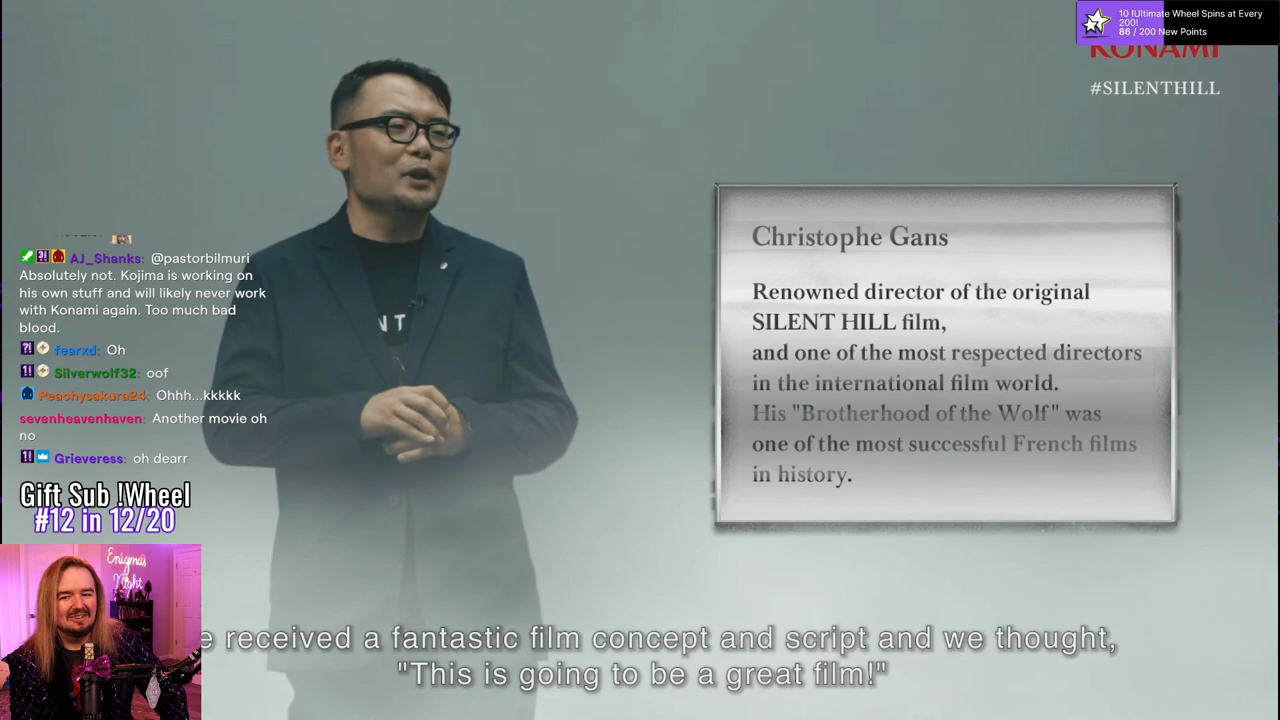 10 !Ultimate Wheel Spins at Every
200!
86 / 200 New Points
KONAMI
#SILENTHILL
Christophe Gans
Renowned director of the original
SILENT HILL film,
and one of the most respected directors
in the international film world.
His "Brotherhood of the Wolf" was
one of the most successful French films
in history.
AJ_Shanks: @pastorbilmuri
Absolutely not. Kojima is working on
his own stuff and will likely never work
with Konami again. Too much bad
blood.
fearxd: Oh
Silverwolf32: oof
Peachysakura24: Ohhh...kkkkk
sevenheavenhaven: Another movie oh
no
Grieveress: oh dearr
NT
Gift Sub !Wheel
#12 in 12/20
Enigma's
Night
e received a fantastic film concept and script and we thought,
"This is going to be a great film!"